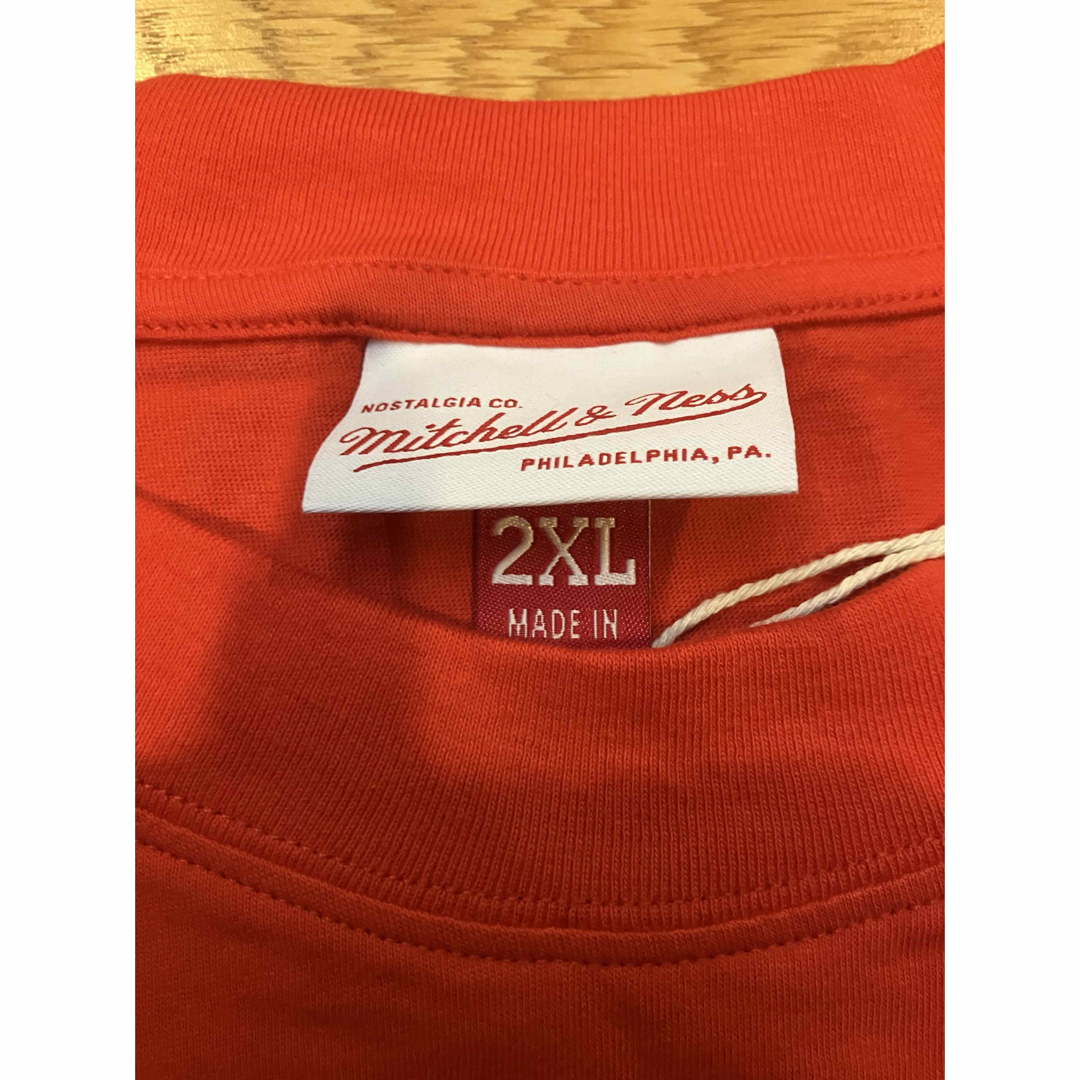 NOSTALGIA CO.
Mitchell & Ness
PHILADELPHIA, PA.
2XL
MADE IN